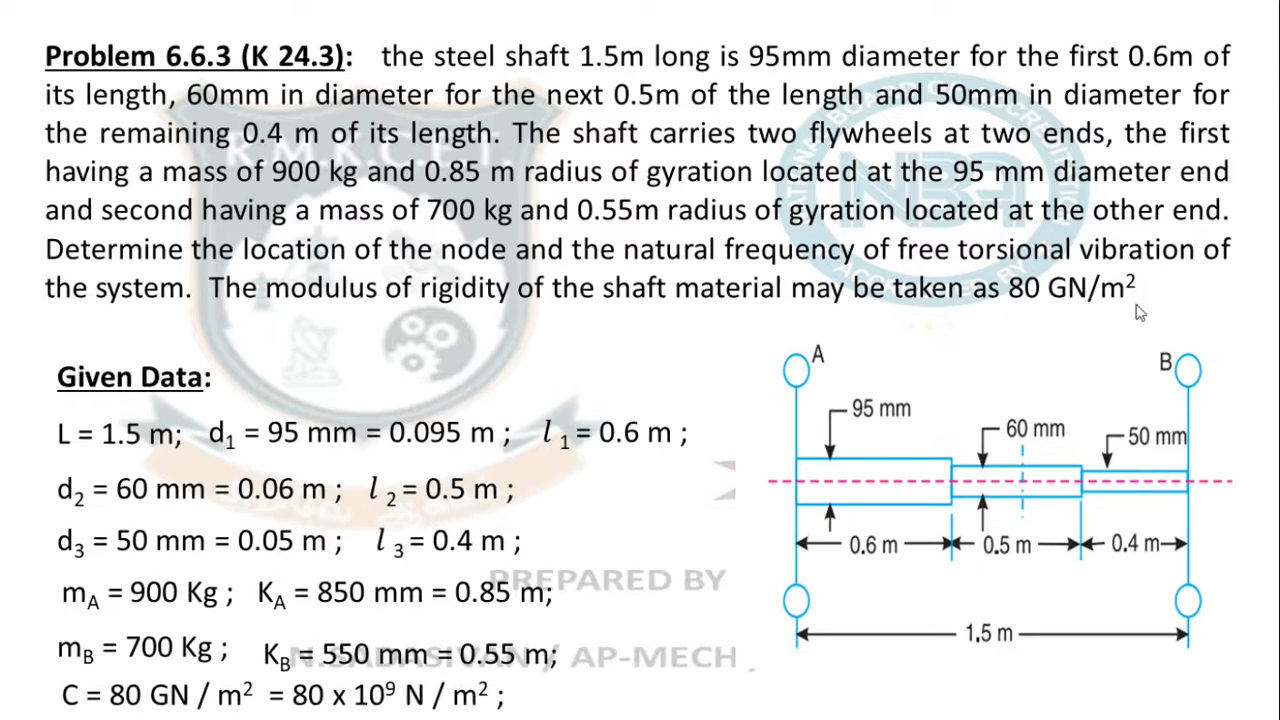 Problem 6.6.3 (K 24.3): the steel shaft 1.5m long is 95mm diameter for the first 0.6m of
its length, 60mm in diameter for the next 0.5m of the length and 50mm in diameter for
the remaining 0.4 m of its length. The shaft carries two flywheels at two ends, the first
having a mass of 900 kg and 0.85 m radius of gyration located at the 95 mm diameter end
and second having a mass of 700 kg and 0.55m radius of gyration located at the other end.
Determine the location of the node and the natural frequency of free torsional vibration of
the system. The modulus of rigidity of the shaft material may be taken as 80 GN/m²
Given Data:
L = 1.5 m; d₁ = 95 mm = 0.095 m ; l ₁ = 0.6 m ;
d₂ = 60 mm = 0.06 m ; l ₂ = 0.5 m ;
d₃ = 50 mm = 0.05 m ; l ₃ = 0.4 m ;
m_A = 900 Kg ; K_A = 850 mm = 0.85 m;
m_B = 700 Kg ; K_B = 550 mm = 0.55 m;
C = 80 GN / m² = 80 x 10⁹ N / m² ;
A
B
95 mm
60 mm
50 mm
0.6 m
0.5 m
0.4 m
1.5 m
R.M.K.C.E.T.
NBA
PREPARED BY
AP-MECH